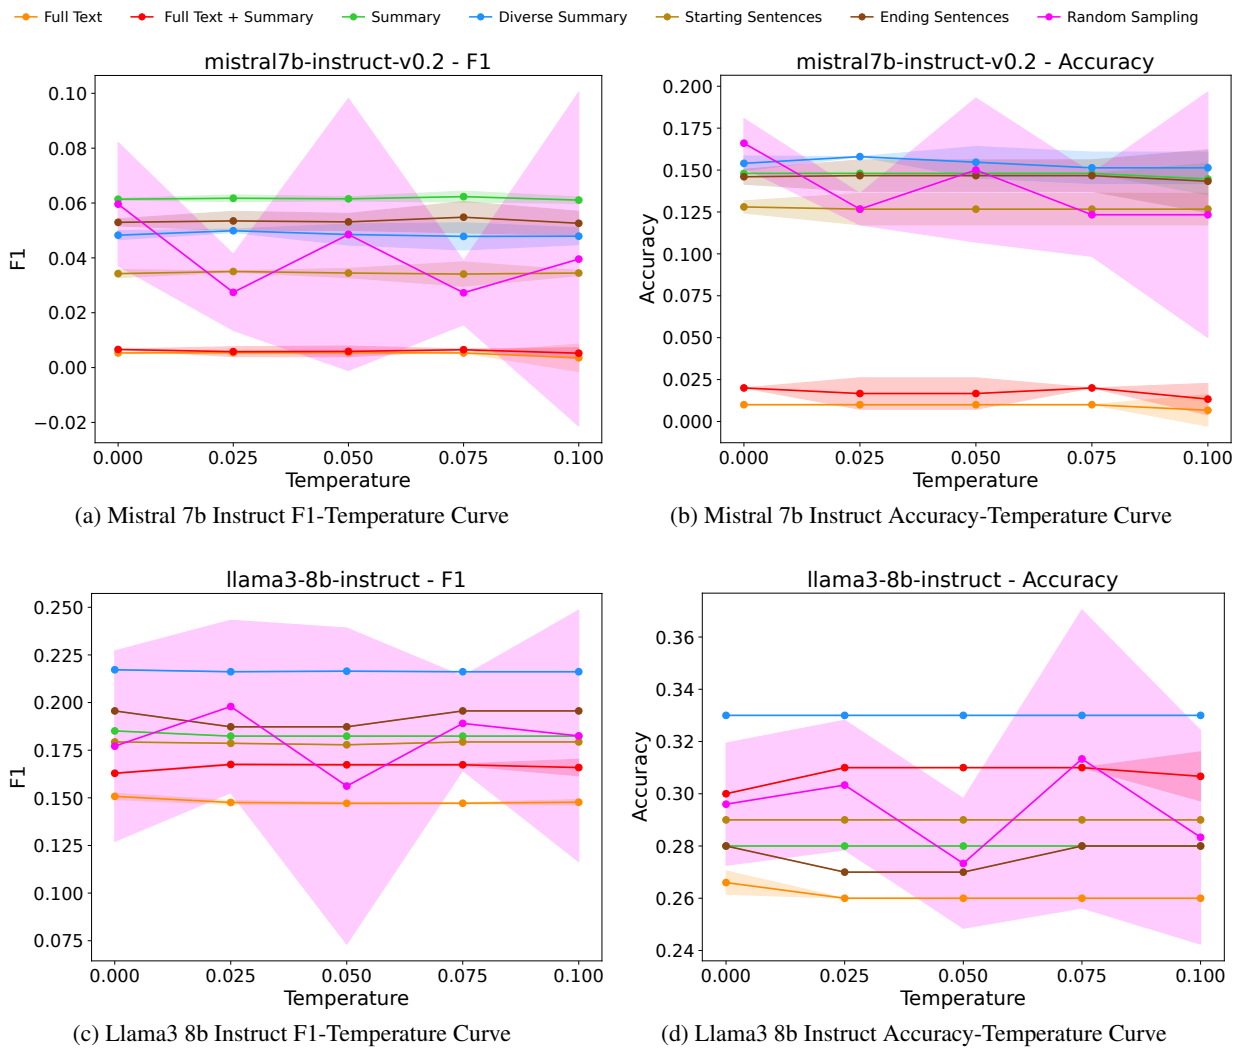 Full Text Full Text + Summary Summary Diverse Summary Starting Sentences Ending Sentences Random Sampling
mistral7b-instruct-v0.2 - F1
0.10
0.08
0.06
0.04
0.02
0.00
−0.02
F1
0.000 0.025 0.050 0.075 0.100
Temperature
(a) Mistral 7b Instruct F1-Temperature Curve
mistral7b-instruct-v0.2 - Accuracy
0.200
0.175
0.150
0.125
0.100
0.075
0.050
0.025
0.000
Accuracy
0.000 0.025 0.050 0.075 0.100
Temperature
(b) Mistral 7b Instruct Accuracy-Temperature Curve
llama3-8b-instruct - F1
0.250
0.225
0.200
0.175
0.150
0.125
0.100
0.075
F1
0.000 0.025 0.050 0.075 0.100
Temperature
(c) Llama3 8b Instruct F1-Temperature Curve
llama3-8b-instruct - Accuracy
0.36
0.34
0.32
0.30
0.28
0.26
0.24
Accuracy
0.000 0.025 0.050 0.075 0.100
Temperature
(d) Llama3 8b Instruct Accuracy-Temperature Curve